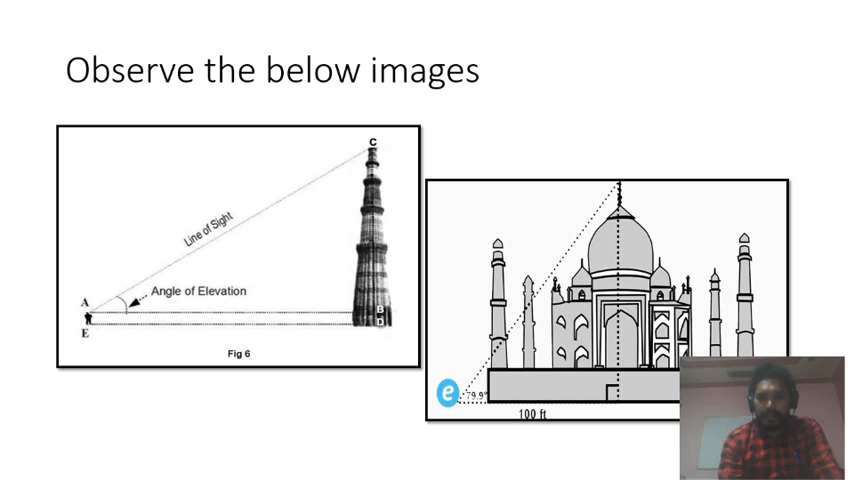 Observe the below images
C
Line of Sight
A
Angle of Elevation
B
D
E
Fig 6
e
79.9°
100 ft